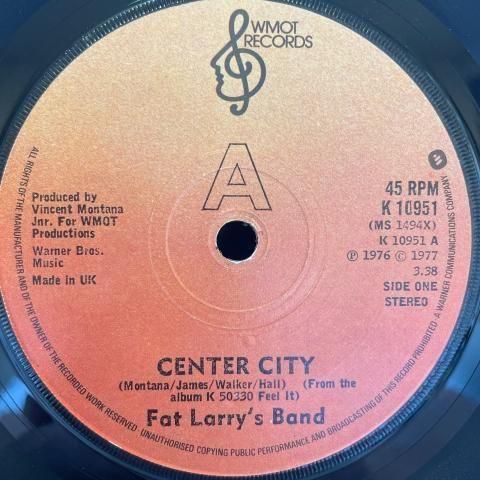 WMOT
RECORDS
A
Produced by
Vincent Montana
Jnr. For WMOT
Productions
Warner Bros.
Music
Made in UK
45 RPM
K 10951
(MS 1494X)
K 10951 A
Ⓟ 1976 © 1977
3.38
SIDE ONE
STEREO
CENTER CITY
(Montana/James/Walker/Hall) (From the
album K 50330 Feel It)
Fat Larry's Band
ALL RIGHTS OF THE MANUFACTURER AND OF THE OWNER OF THE RECORDED WORK RESERVED. UNAUTHORISED COPYING PUBLIC PERFORMANCE AND BROADCASTING OF THIS RECORD PROHIBITED · A WARNER COMMUNICATIONS COMPANY